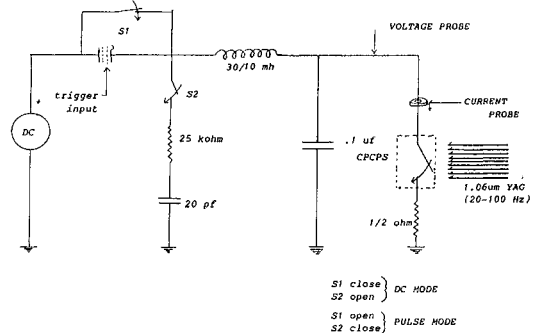 S1
VOLTAGE PROBE
30/10 mh
trigger
input
S2
CURRENT
PROBE
DC
25 kohm
.1 uf
CPCPS
1.06um YAG
(20-100 Hz)
20 pf
1/2 ohm
S1 close
S2 open
} DC MODE
S1 open
S2 close
} PULSE MODE